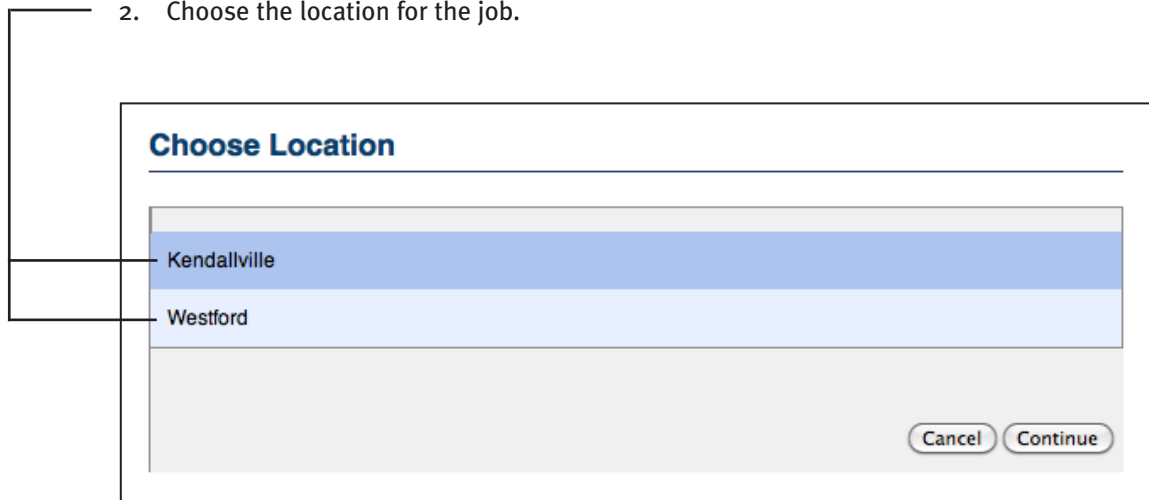 2. Choose the location for the job.
Choose Location
Kendallville
Westford
Cancel Continue